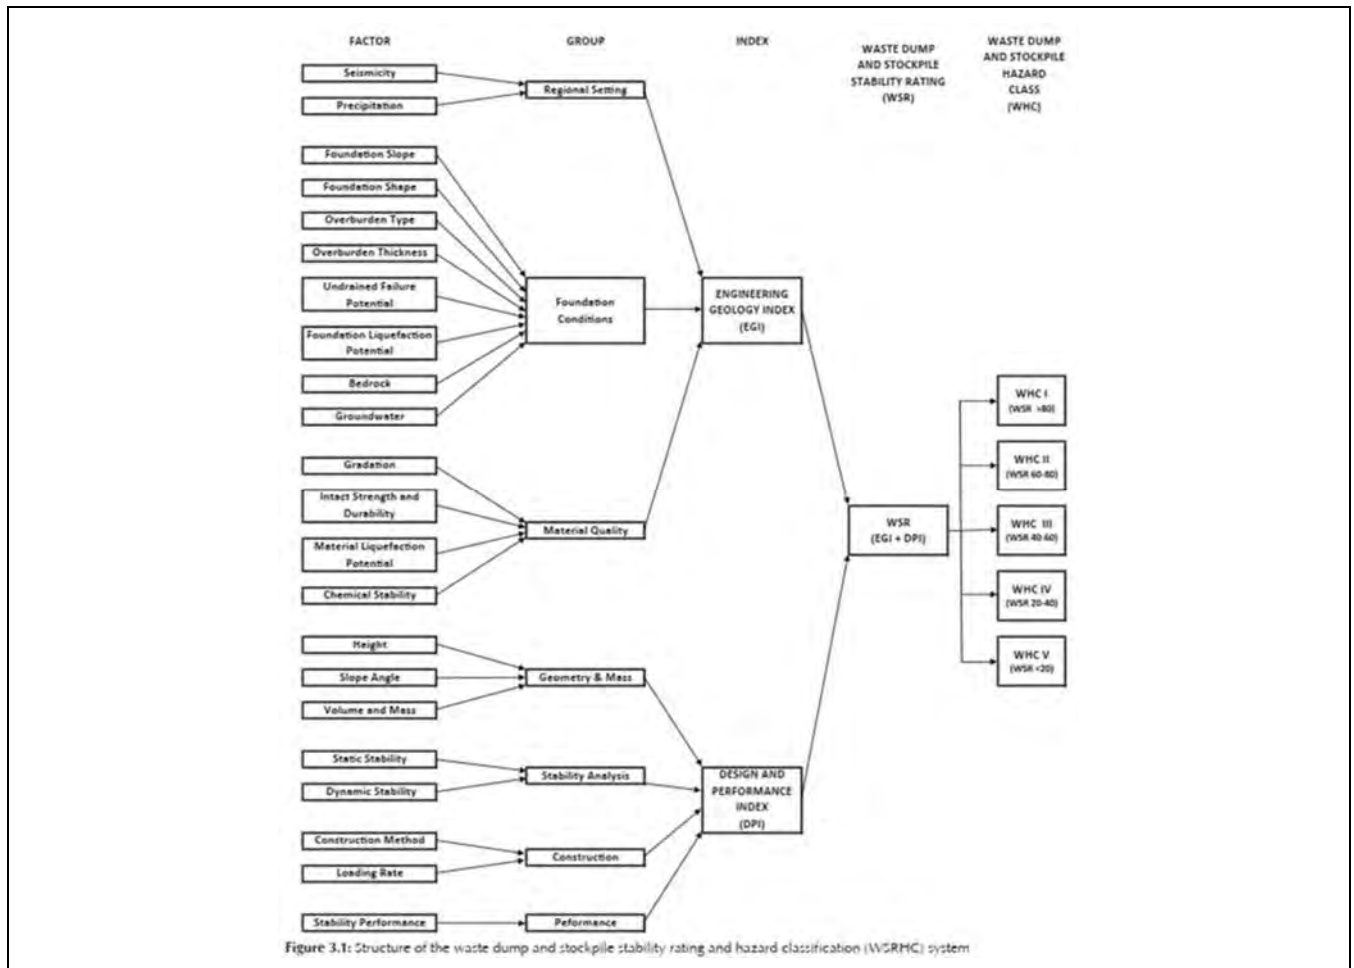 FACTOR
GROUP
INDEX
WASTE DUMP
AND STOCKPILE
STABILITY RATING
(WSR)
WASTE DUMP
AND STOCKPILE
HAZARD
CLASS
(WHC)
Seismicity
Precipitation
Regional Setting
Foundation Slope
Foundation Shape
Overburden Type
Overburden Thickness
Undrained Failure
Potential
Foundation Liquefaction
Potential
Bedrock
Groundwater
Foundation
Conditions
ENGINEERING
GEOLOGY INDEX
(EGI)
Gradation
Intact Strength and
Durability
Material Liquefaction
Potential
Chemical Stability
Material Quality
WSR
(EGI + DPI)
WHC I
(WSR >80)
WHC II
(WSR 60-80)
WHC III
(WSR 40-60)
WHC IV
(WSR 20-40)
WHC V
(WSR <20)
Height
Slope Angle
Volume and Mass
Geometry & Mass
Static Stability
Dynamic Stability
Stability Analysis
DESIGN AND
PERFORMANCE
INDEX
(DPI)
Construction Method
Loading Rate
Construction
Stability Performance
Peformance
Figure 3.1: Structure of the waste dump and stockpile stability rating and hazard classification (WSRHC) system